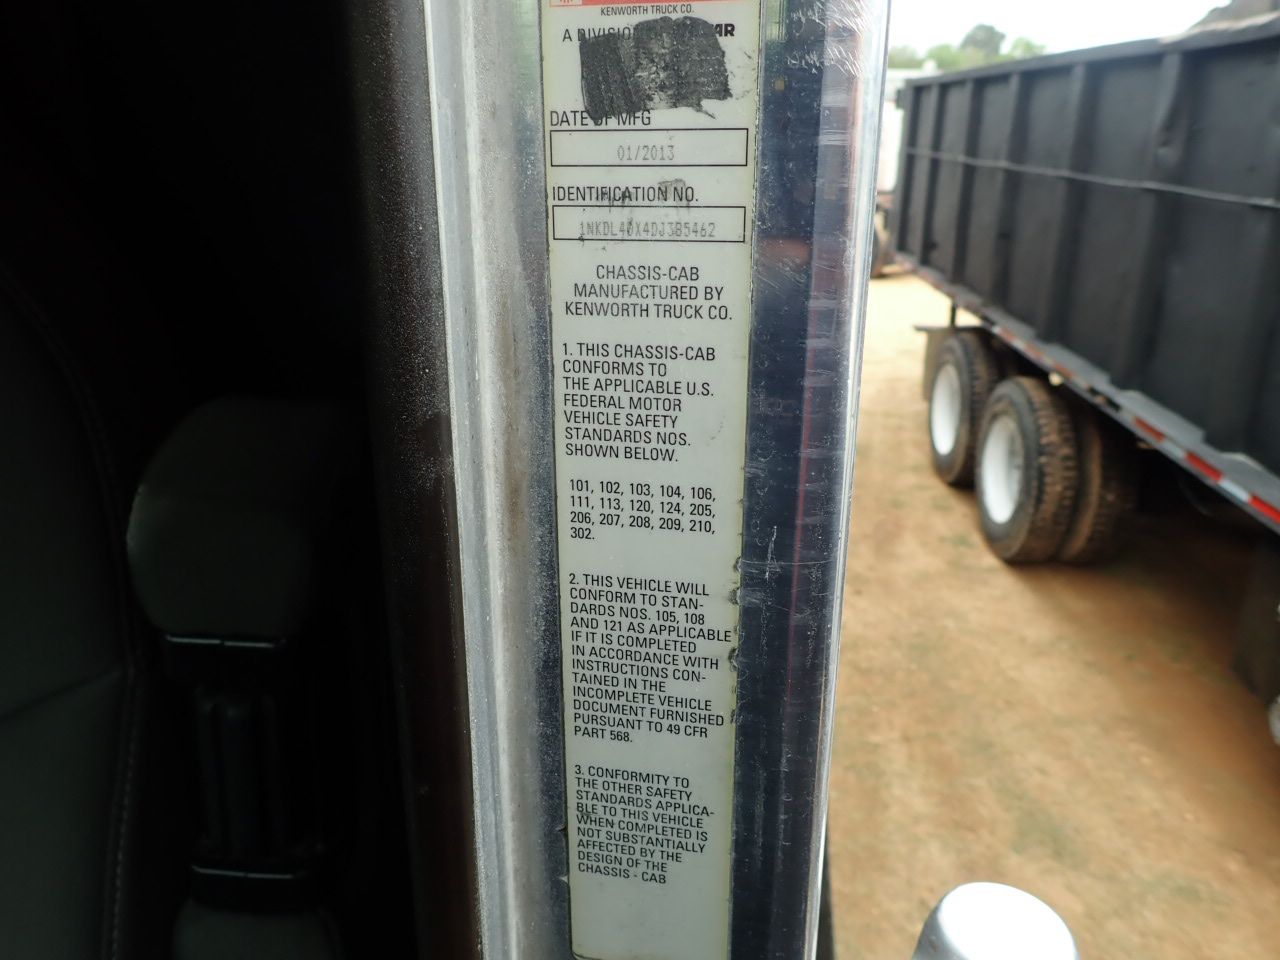 KENWORTH TRUCK CO.
A DIVISION
DATE OF MFG
01/2013
IDENTIFICATION NO.
1NKDL40X4DJ385462
CHASSIS-CAB
MANUFACTURED BY
KENWORTH TRUCK CO.
1. THIS CHASSIS-CAB
CONFORMS TO
THE APPLICABLE U.S.
FEDERAL MOTOR
VEHICLE SAFETY
STANDARDS NOS.
SHOWN BELOW.
101, 102, 103, 104, 106,
111, 113, 120, 124, 205,
206, 207, 208, 209, 210,
302.
2. THIS VEHICLE WILL
CONFORM TO STAN-
DARDS NOS. 105, 108
AND 121 AS APPLICABLE
IF IT IS COMPLETED
IN ACCORDANCE WITH
INSTRUCTIONS CON-
TAINED IN THE
INCOMPLETE VEHICLE
DOCUMENT FURNISHED
PURSUANT TO 49 CFR
PART 568.
3. CONFORMITY TO
THE OTHER SAFETY
STANDARDS APPLICA-
BLE TO THIS VEHICLE
WHEN COMPLETED IS
NOT SUBSTANTIALLY
AFFECTED BY THE
DESIGN OF THE
CHASSIS - CAB